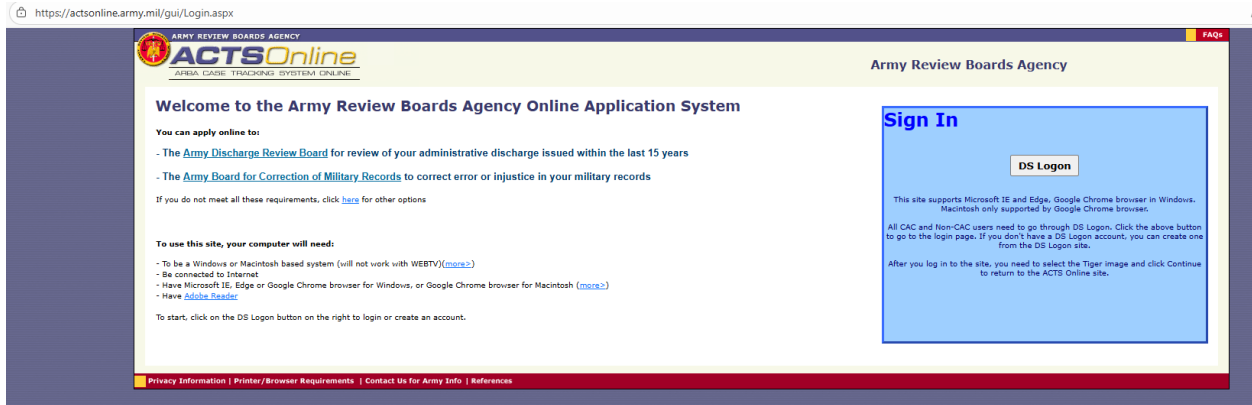 https://actsonline.army.mil/gui/Login.aspx
ARMY REVIEW BOARDS AGENCY
FAQs
ACTSOnline
ARBA CASE TRACKING SYSTEM ONLINE
Army Review Boards Agency
Welcome to the Army Review Boards Agency Online Application System
You can apply online to:
- The Army Discharge Review Board for review of your administrative discharge issued within the last 15 years
- The Army Board for Correction of Military Records to correct error or injustice in your military records
If you do not meet all these requirements, click here for other options
To use this site, your computer will need:
- To be a Windows or Macintosh based system (will not work with WEBTV)(more>)
- Be connected to Internet
- Have Microsoft IE, Edge or Google Chrome browser for Windows, or Google Chrome browser for Macintosh (more>)
- Have Adobe Reader
To start, click on the DS Logon button on the right to login or create an account.
Sign In
DS Logon
This site supports Microsoft IE and Edge, Google Chrome browser in Windows.
Macintosh only supported by Google Chrome browser.
All CAC and Non-CAC users need to go through DS Logon. Click the above button
to go to the login page. If you don't have a DS Logon account, you can create one
from the DS Logon site.
After you log in to the site, you need to select the Tiger image and click Continue
to return to the ACTS Online site.
Privacy Information | Printer/Browser Requirements | Contact Us for Army Info | References